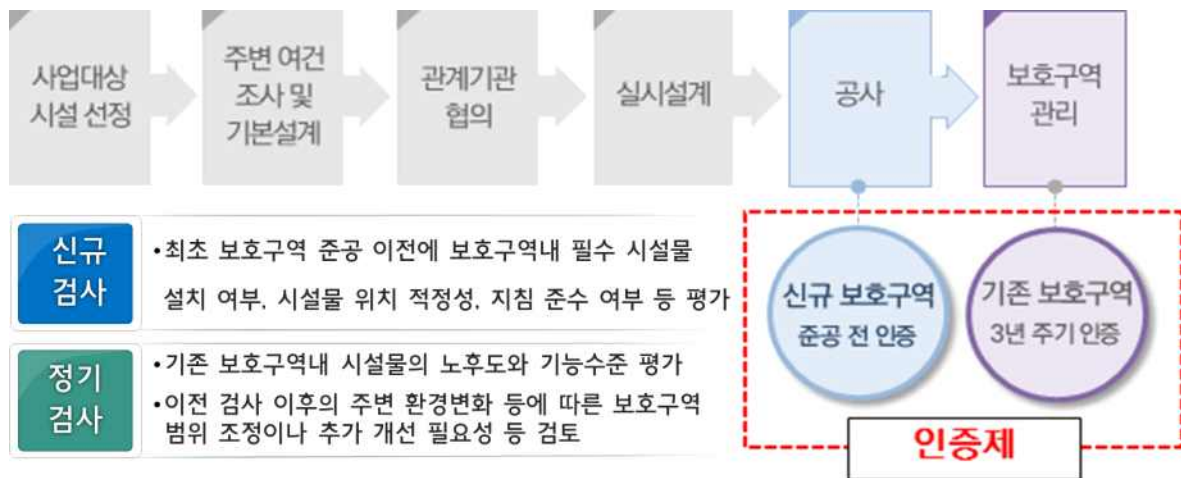 사업대상
시설 선정
주변 여건
조사 및
기본설계
관계기관
협의
실시설계
공사
보호구역
관리
신규
검사
•최초 보호구역 준공 이전에 보호구역내 필수 시설물
설치 여부, 시설물 위치 적정성, 지침 준수 여부 등 평가
정기
검사
•기존 보호구역내 시설물의 노후도와 기능수준 평가
•이전 검사 이후의 주변 환경변화 등에 따른 보호구역
범위 조정이나 추가 개선 필요성 등 검토
신규 보호구역
준공 전 인증
기존 보호구역
3년 주기 인증
인증제